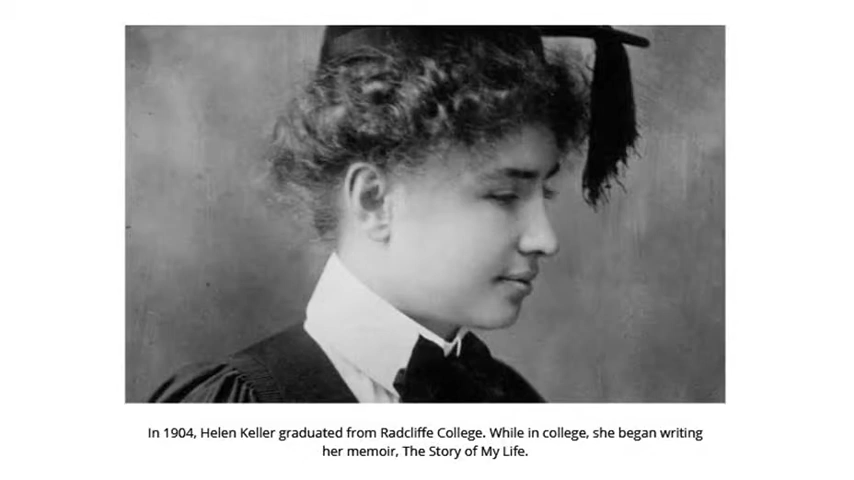 In 1904, Helen Keller graduated from Radcliffe College. While in college, she began writing
her memoir, The Story of My Life.